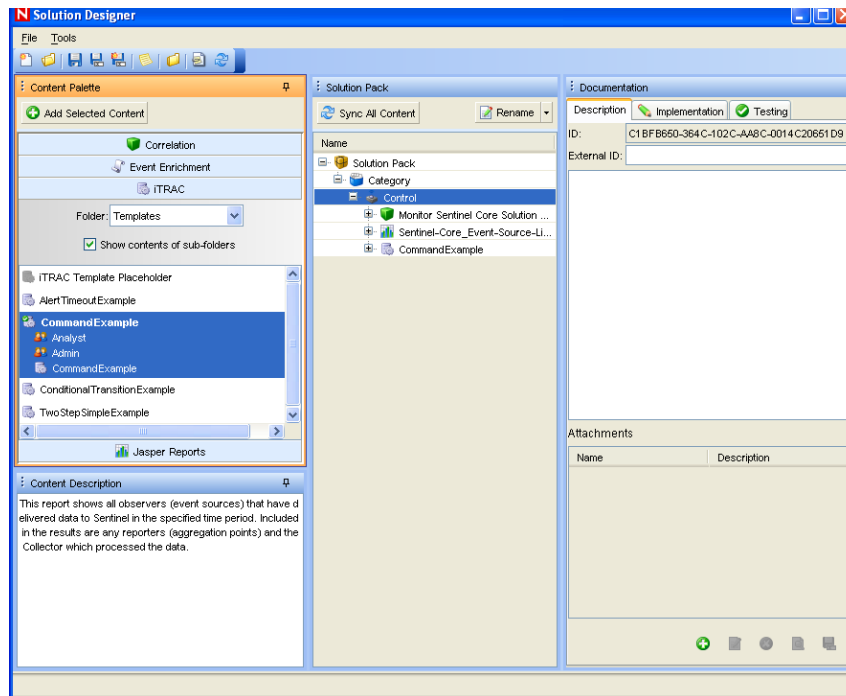 N Solution Designer
File Tools
Content Palette
Add Selected Content
Correlation
Event Enrichment
iTRAC
Folder: Templates
Show contents of sub-folders
iTRAC Template Placeholder
AlertTimeoutExample
CommandExample
Analyst
Admin
CommandExample
ConditionalTransitionExample
TwoStepSimpleExample
Jasper Reports
Content Description
This report shows all observers (event sources) that have d
elivered data to Sentinel in the specified time period. Included
in the results are any reporters (aggregation points) and the
Collector which processed the data.
Solution Pack
Sync All Content Rename
Name
Solution Pack
Category
Control
Monitor Sentinel Core Solution ...
Sentinel-Core_Event-Source-Li...
CommandExample
Documentation
Description Implementation Testing
ID: C1BFB650-364C-102C-AA8C-0014C20651D9
External ID:
Attachments
Name Description